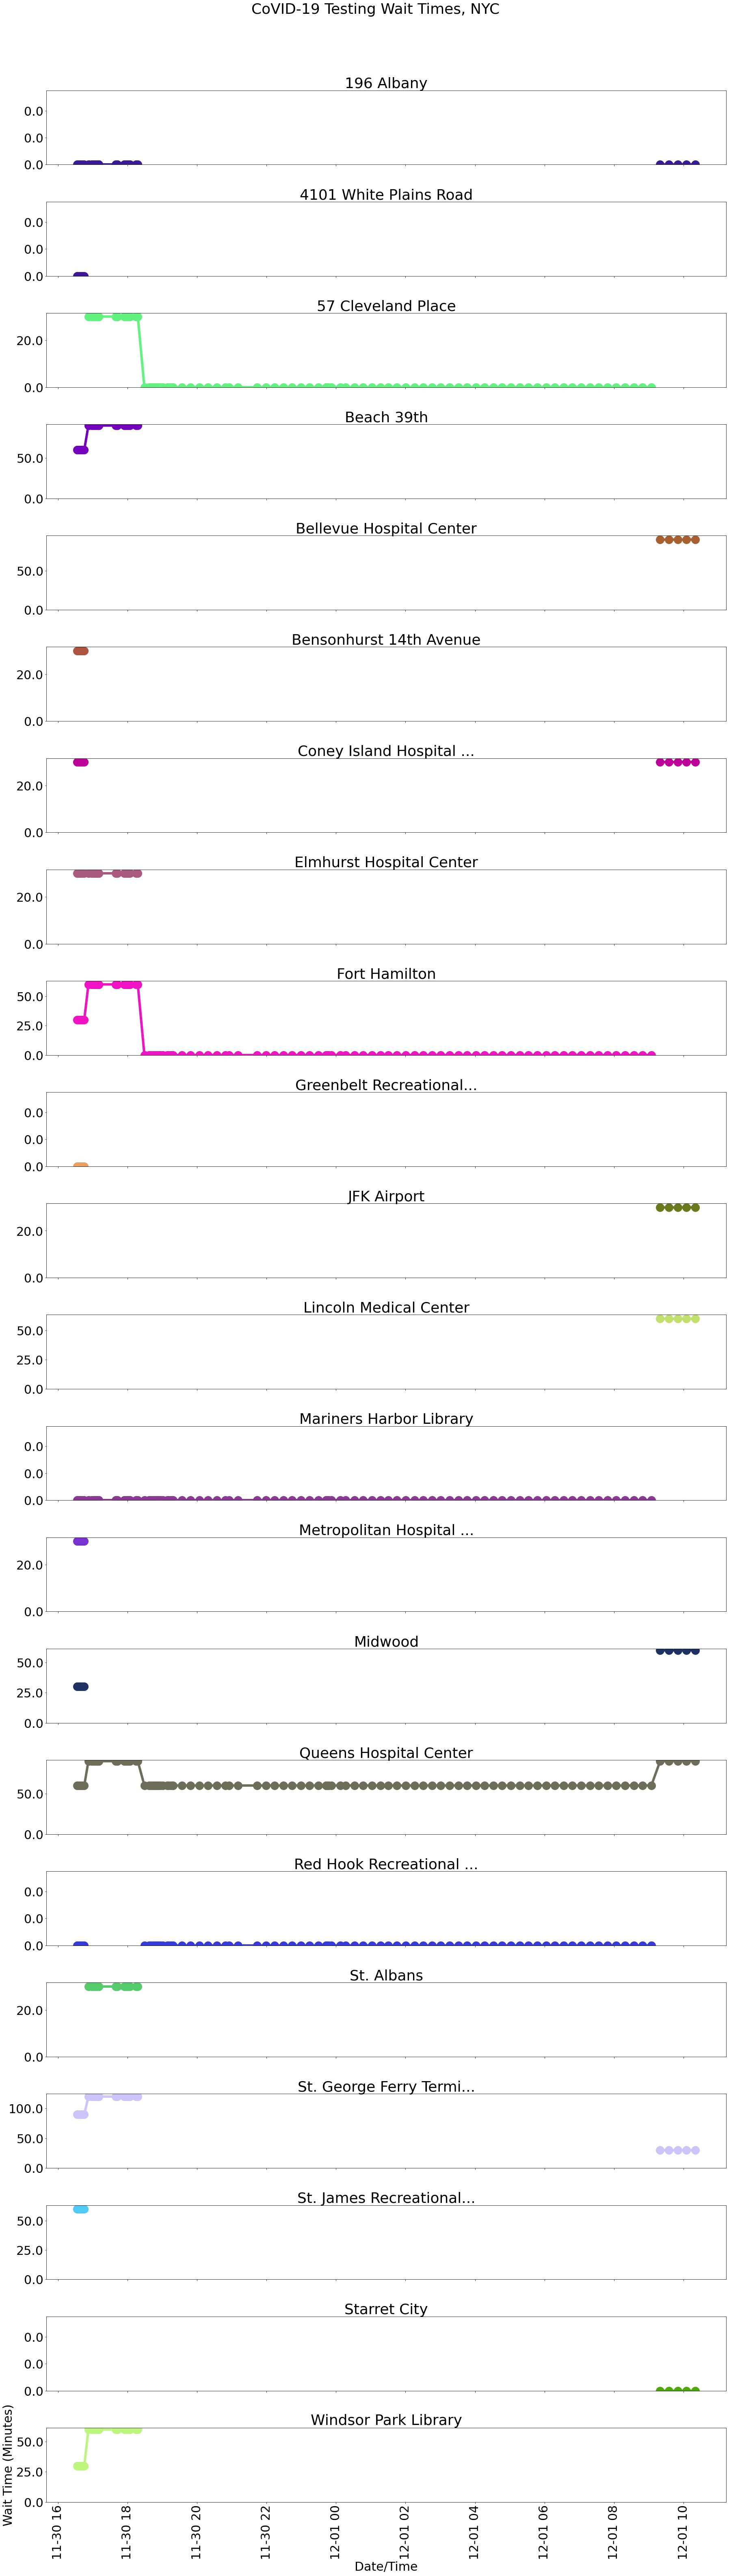 CoVID-19 Testing Wait Times, NYC
196 Albany
0.0
0.0
0.0
4101 White Plains Road
0.0
0.0
0.0
57 Cleveland Place
20.0
0.0
Beach 39th
50.0
0.0
Bellevue Hospital Center
50.0
0.0
Bensonhurst 14th Avenue
20.0
0.0
Coney Island Hospital ...
20.0
0.0
Elmhurst Hospital Center
20.0
0.0
Fort Hamilton
50.0
25.0
0.0
Greenbelt Recreational...
0.0
0.0
0.0
JFK Airport
20.0
0.0
Lincoln Medical Center
50.0
25.0
0.0
Mariners Harbor Library
0.0
0.0
0.0
Metropolitan Hospital ...
20.0
0.0
Midwood
50.0
25.0
0.0
Queens Hospital Center
50.0
0.0
Red Hook Recreational ...
0.0
0.0
0.0
St. Albans
20.0
0.0
St. George Ferry Termi...
100.0
50.0
0.0
St. James Recreational...
50.0
25.0
0.0
Starret City
0.0
0.0
0.0
Windsor Park Library
50.0
25.0
0.0
Wait Time (Minutes)
11-30 16
11-30 18
11-30 20
11-30 22
12-01 00
12-01 02
12-01 04
12-01 06
12-01 08
12-01 10
Date/Time